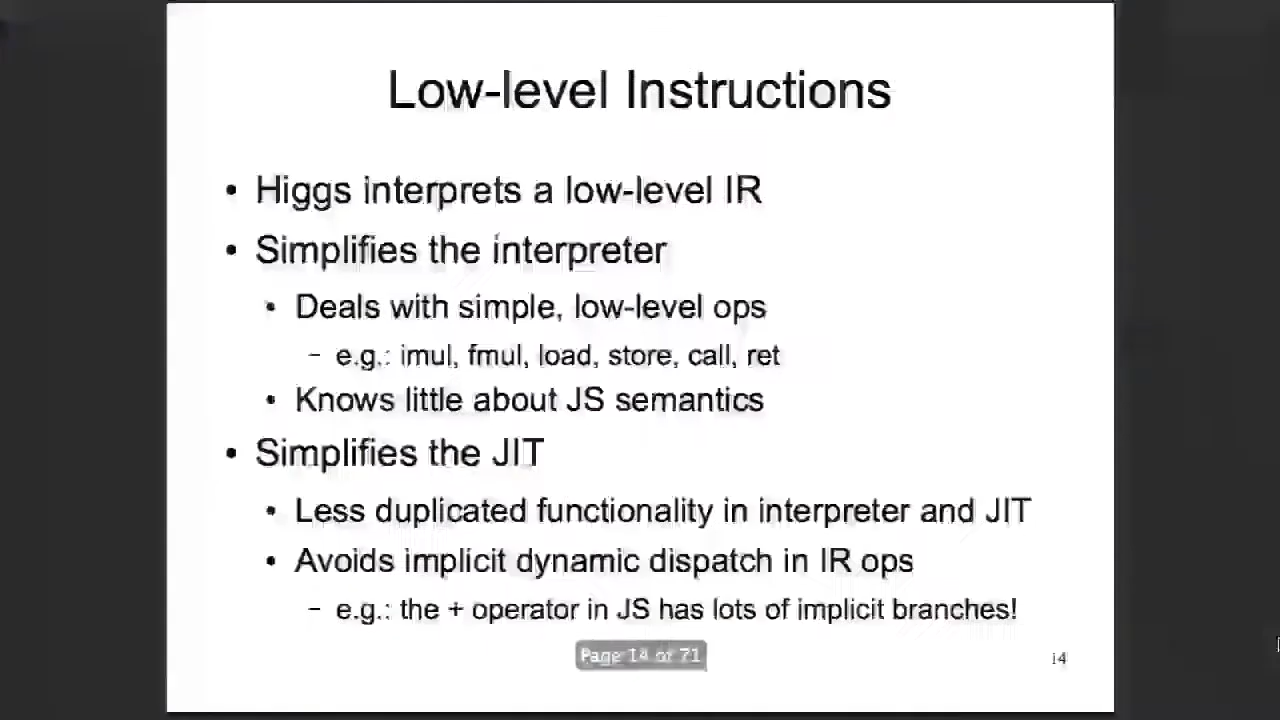 Low-level Instructions
• Higgs interprets a low-level IR
• Simplifies the interpreter
• Deals with simple, low-level ops
– e.g.: imul, fmul, load, store, call, ret
• Knows little about JS semantics
• Simplifies the JIT
• Less duplicated functionality in interpreter and JIT
• Avoids implicit dynamic dispatch in IR ops
– e.g.: the + operator in JS has lots of implicit branches!
Page 14 of 71
14